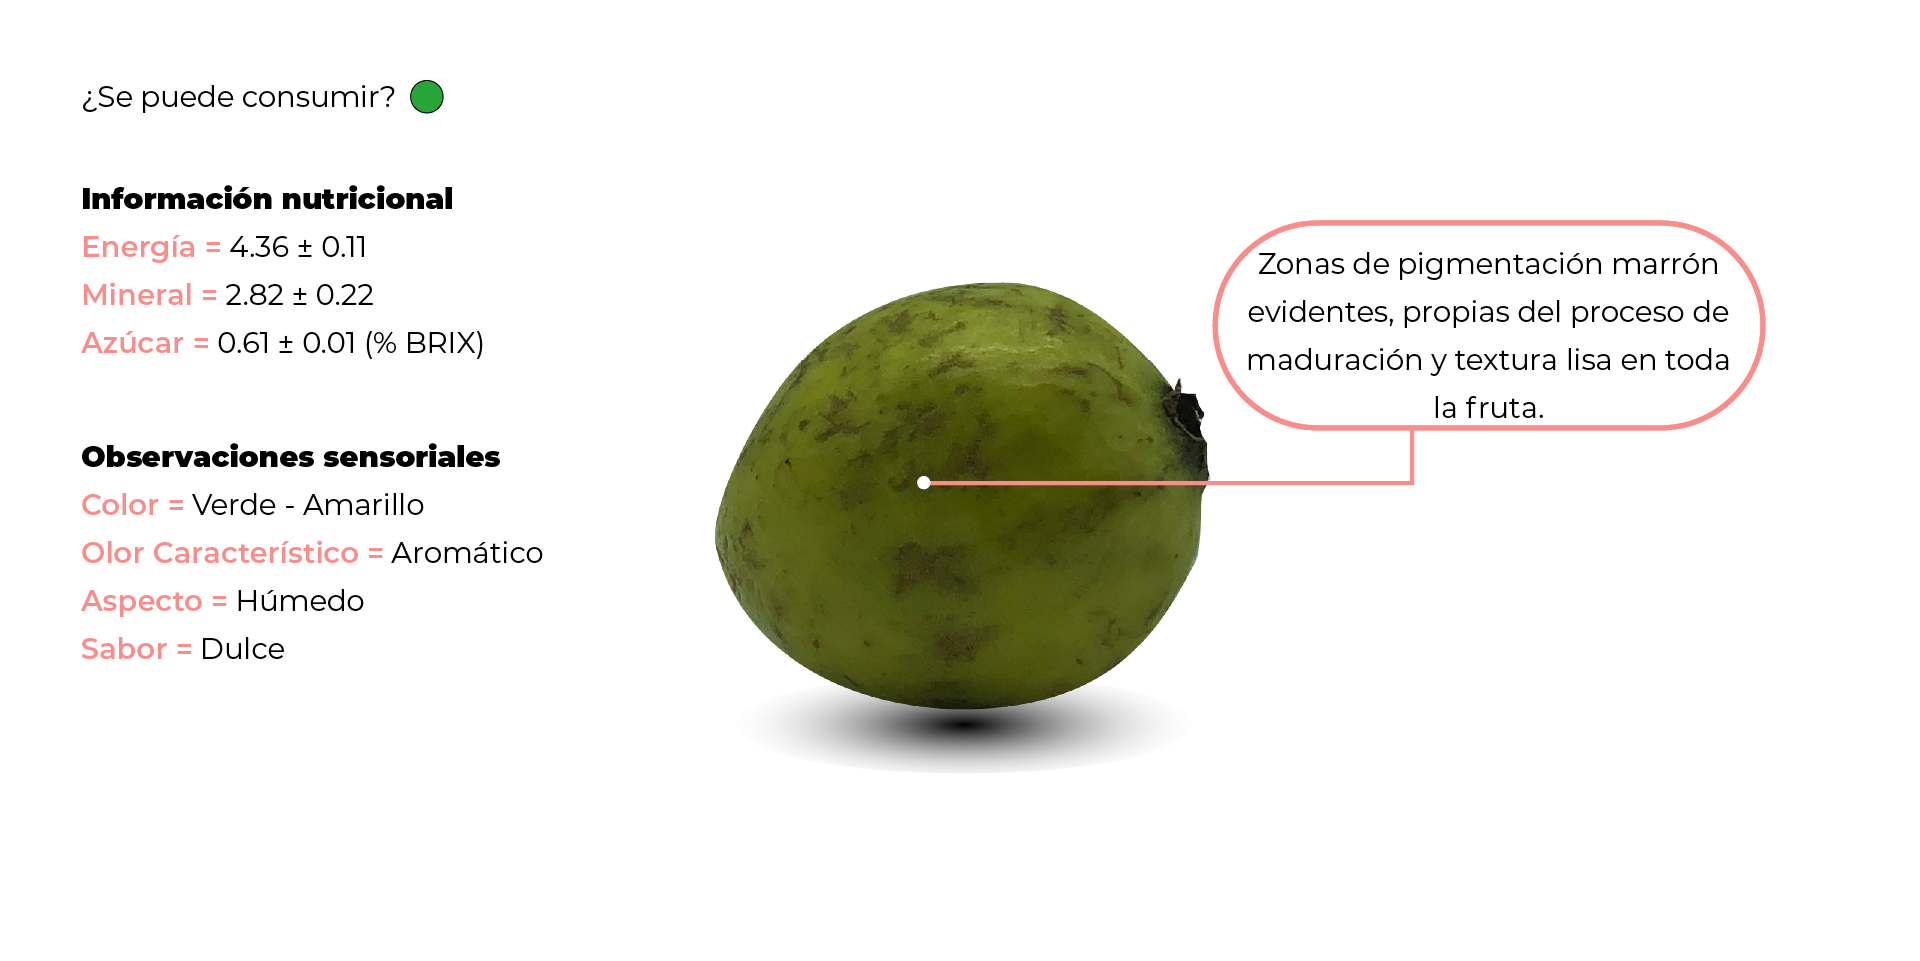 ¿Se puede consumir?
Información nutricional
Energía = 4.36 ± 0.11
Mineral = 2.82 ± 0.22
Azúcar = 0.61 ± 0.01 (% BRIX)
Observaciones sensoriales
Color = Verde - Amarillo
Olor Característico = Aromático
Aspecto = Húmedo
Sabor = Dulce
Zonas de pigmentación marrón
evidentes, propias del proceso de
maduración y textura lisa en toda
la fruta.